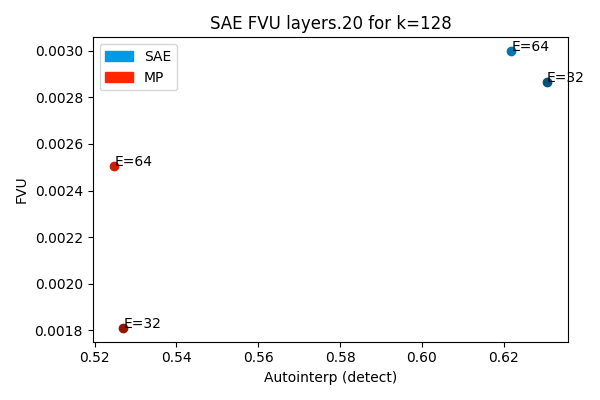 SAE FVU layers.20 for k=128
SAE
MP
E=64
E=32
E=64
E=32
0.0030
0.0028
0.0026
0.0024
0.0022
0.0020
0.0018
FVU
0.52
0.54
0.56
0.58
0.60
0.62
Autointerp (detect)